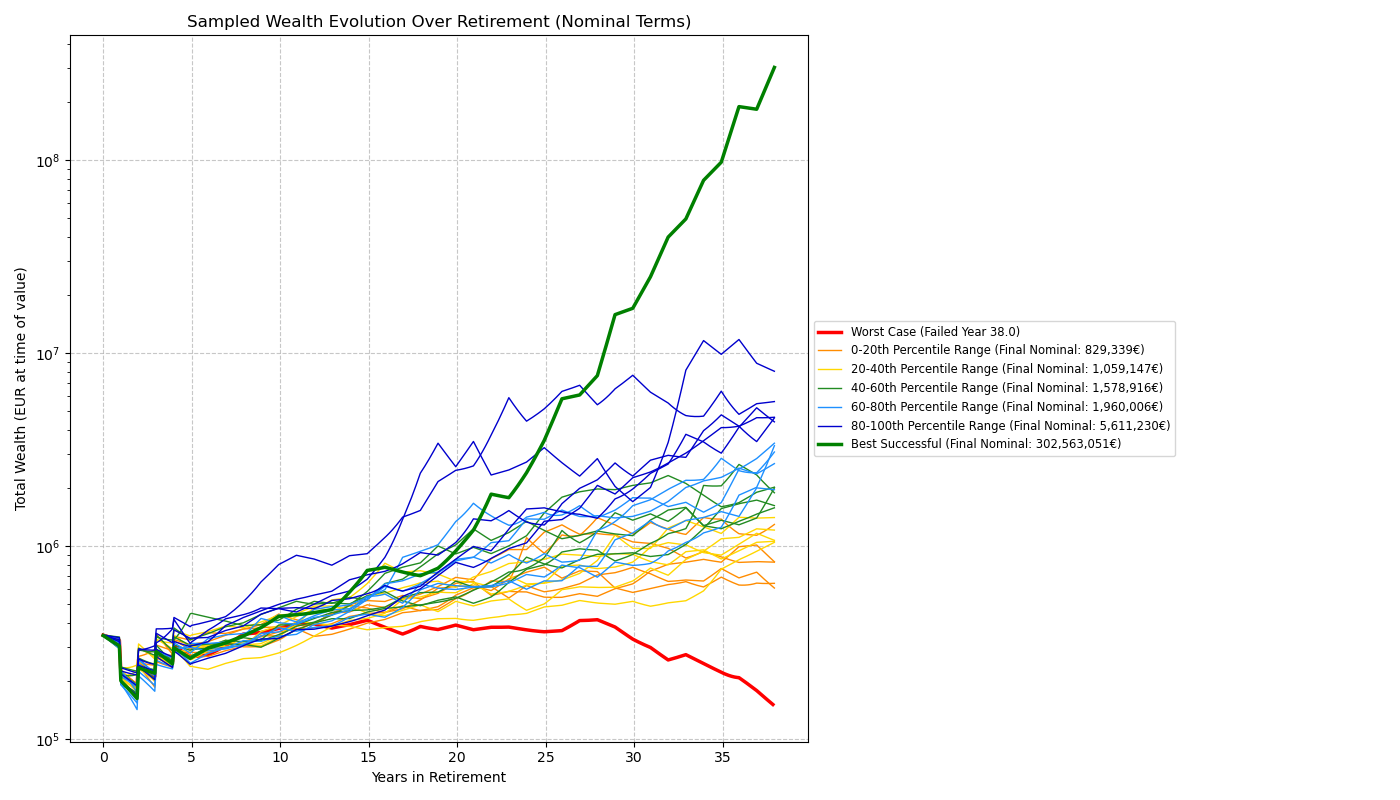 Sampled Wealth Evolution Over Retirement (Nominal Terms)
Total Wealth (EUR at time of value)
10⁸
10⁷
10⁶
10⁵
0 5 10 15 20 25 30 35
Years in Retirement
Worst Case (Failed Year 38.0)
0-20th Percentile Range (Final Nominal: 829,339€)
20-40th Percentile Range (Final Nominal: 1,059,147€)
40-60th Percentile Range (Final Nominal: 1,578,916€)
60-80th Percentile Range (Final Nominal: 1,960,006€)
80-100th Percentile Range (Final Nominal: 5,611,230€)
Best Successful (Final Nominal: 302,563,051€)